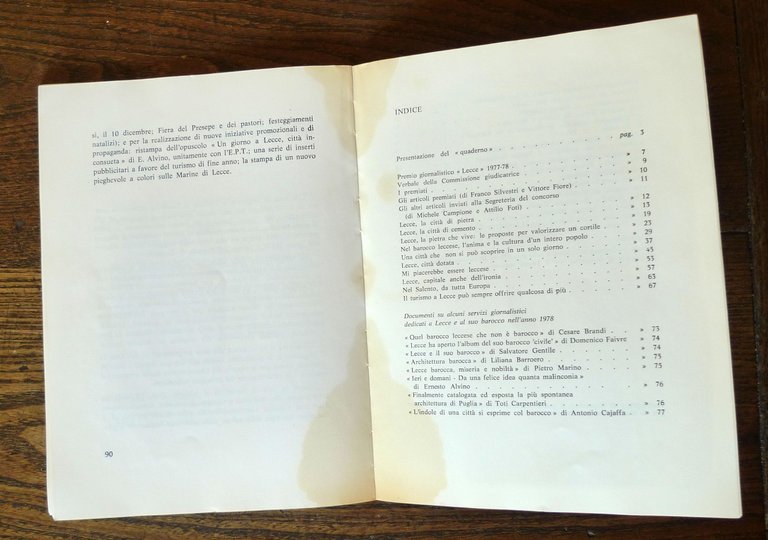 si, il 10 dicembre; Fiera del Presepe e dei pastori; festeggiamenti
natalizi); e per la realizzazione di nuove iniziative promozionali e di
propaganda: ristampa dell'opuscolo « Un giorno a Lecce, città in-
consueta » di E. Alvino, unitamente con l'E.P.T.; una serie di inserti
pubblicitari a favore del turismo di fine anno; la stampa di un nuovo
pieghevole a colori sulle Marine di Lecce.
90
INDICE
Presentazione del « quaderno » . . . . . . . . pag. 3
Premio giornalistico « Lecce » 1977-78 . . . . . . » 7
Verbale della Commissione giudicatrice . . . . . . » 9
I premiati . . . . . . . . . . . . . » 10
Gli articoli premiati (di Franco Silvestri e Vittore Fiore) . . . » 11
Gli altri articoli inviati alla Segreteria del concorso
(di Michele Campione e Attilio Foti) . . . . . . » 12
Lecce, la città di pietra . . . . . . . . . . » 13
Lecce, la città di cemento . . . . . . . . . » 19
Lecce, la pietra che vive: le proposte per valorizzare un cortile . » 23
Nel barocco leccese, l'anima e la cultura d'un intero popolo . . » 29
Una città che non si può scoprire in un solo giorno . . . . » 37
Lecce, città dotata . . . . . . . . . . . » 45
Mi piacerebbe essere leccese . . . . . . . . . » 53
Lecce, capitale anche dell'ironia . . . . . . . . » 57
Nel Salento, da tutta Europa . . . . . . . . . » 63
Il turismo a Lecce può sempre offrire qualcosa di più . . . . » 67
Documenti su alcuni servizi giornalistici
dedicati a Lecce e al suo barocco nell'anno 1978
« Quel barocco leccese che non è barocco » di Cesare Brandi . . » 73
« Lecce ha aperto l'album del suo barocco 'civile' » di Domenico Faivre » 74
« Lecce e il suo barocco » di Salvatore Gentile . . . . . » 74
« Architettura barocca » di Liliana Barroero . . . . . . » 75
« Lecce barocca, miseria e nobiltà » di Pietro Marino . . . . » 75
« Ieri e domani - Da una felice idea quanta malinconia »
di Ernesto Alvino . . . . . . . . . . » 76
« Finalmente catalogata ed esposta la più spontanea
architettura di Puglia » di Toti Carpentieri . . . . . » 76
« L'indole di una città si esprime col barocco » di Antonio Cajaffa . » 77